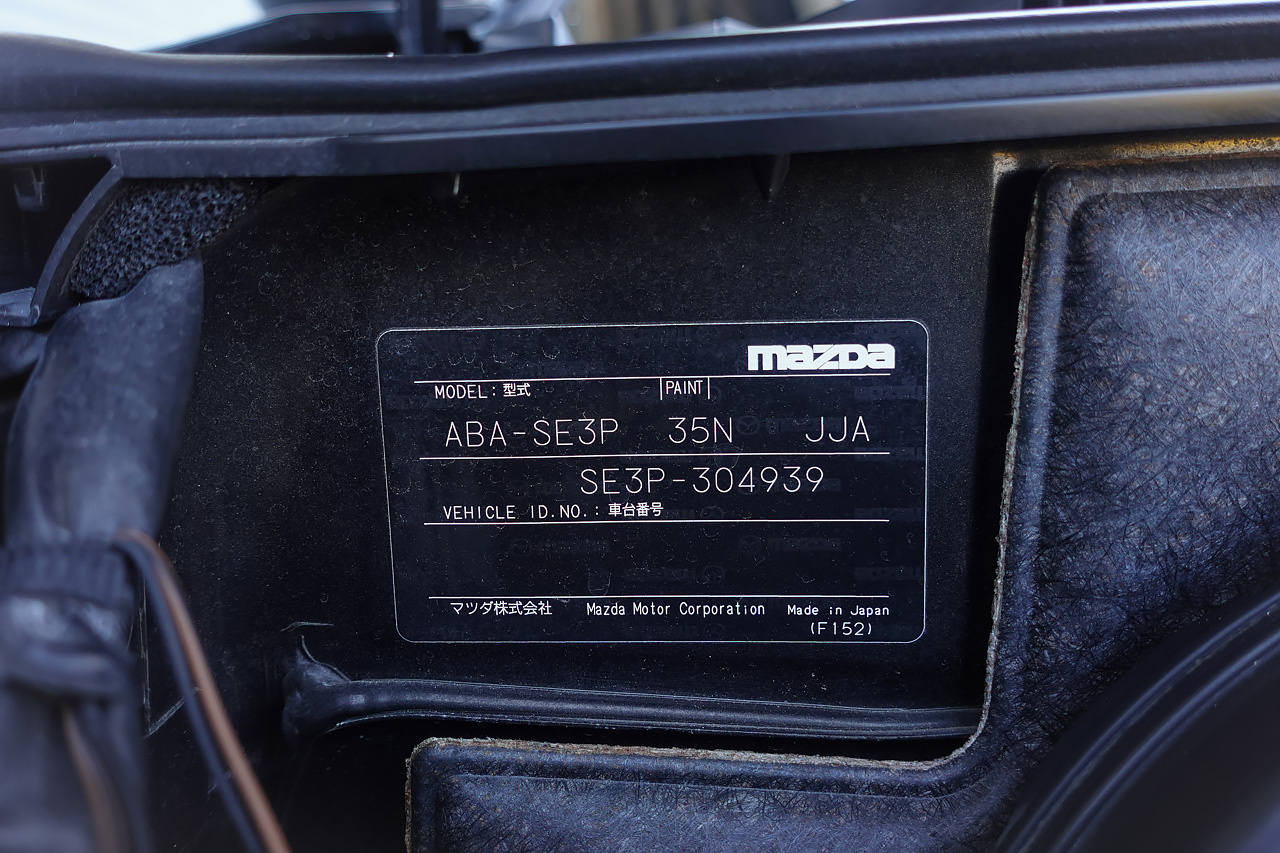 mazda
MODEL: 型式 PAINT
ABA-SE3P 35N JJA
SE3P-304939
VEHICLE ID.NO.: 車台番号
マツダ株式会社 Mazda Motor Corporation Made in Japan
(F152)